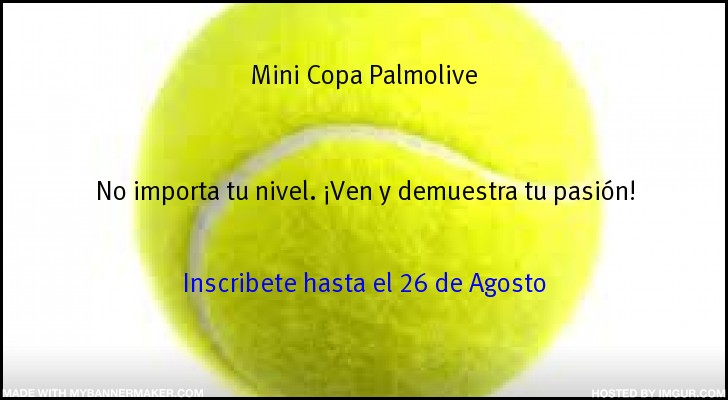 Mini Copa Palmolive
No importa tu nivel. ¡Ven y demuestra tu pasión!
Inscribete hasta el 26 de Agosto
MADE WITH MYBANNERMAKER.COM
HOSTED BY IMGUR.COM